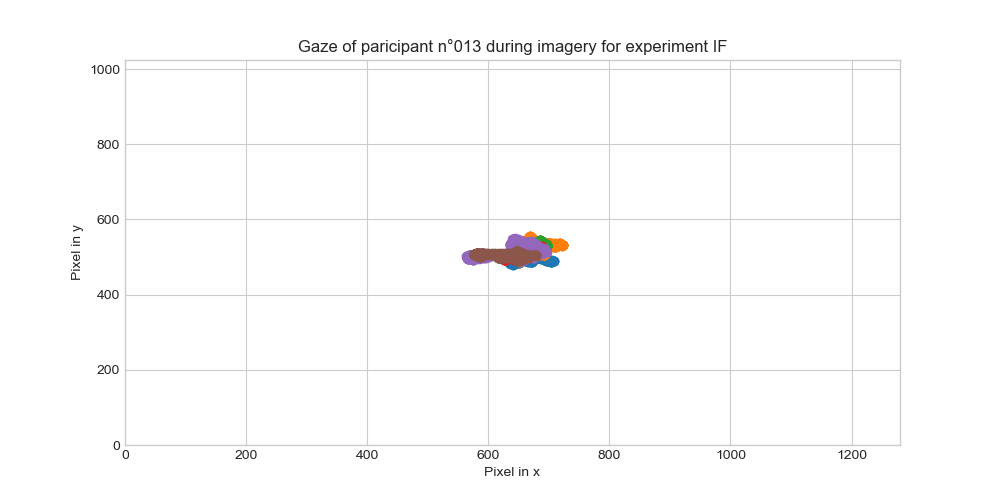 Gaze of paricipant n°013 during imagery for experiment IF
1000
800
600
400
200
0
Pixel in y
0 200 400 600 800 1000 1200
Pixel in x